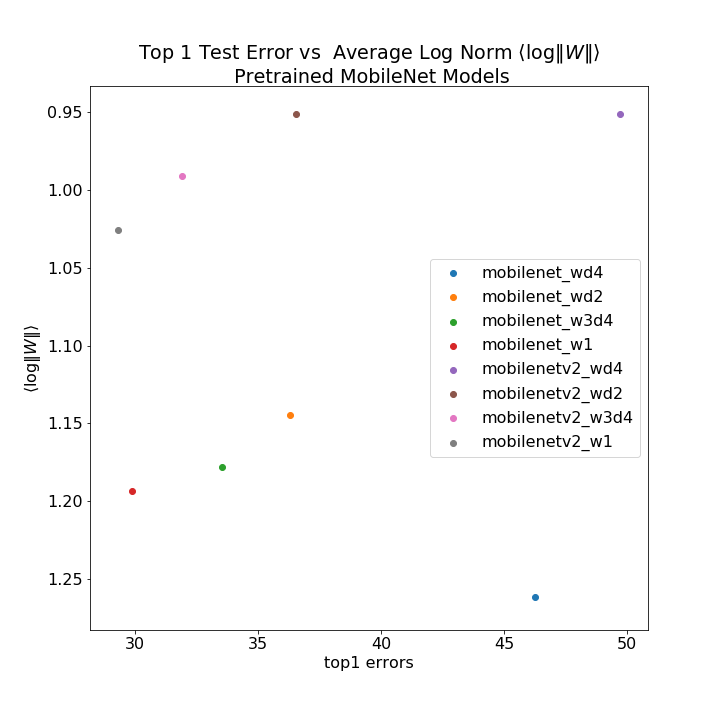 Top 1 Test Error vs  Average Log Norm ⟨log‖W‖⟩
Pretrained MobileNet Models
0.95
1.00
1.05
1.10
1.15
1.20
1.25
⟨log‖W‖⟩
mobilenet_wd4
mobilenet_wd2
mobilenet_w3d4
mobilenet_w1
mobilenetv2_wd4
mobilenetv2_wd2
mobilenetv2_w3d4
mobilenetv2_w1
30
35
40
45
50
top1 errors